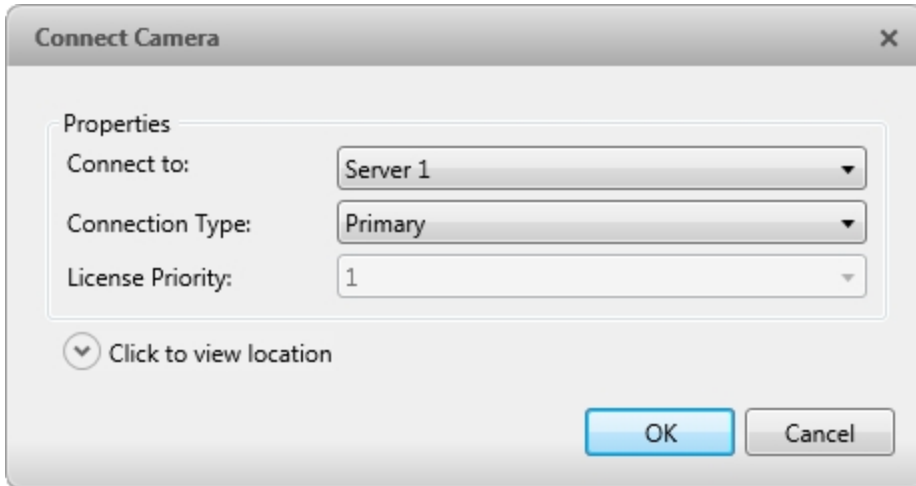 Connect Camera
Properties
Connect to: Server 1
Connection Type: Primary
License Priority: 1
Click to view location
OK Cancel